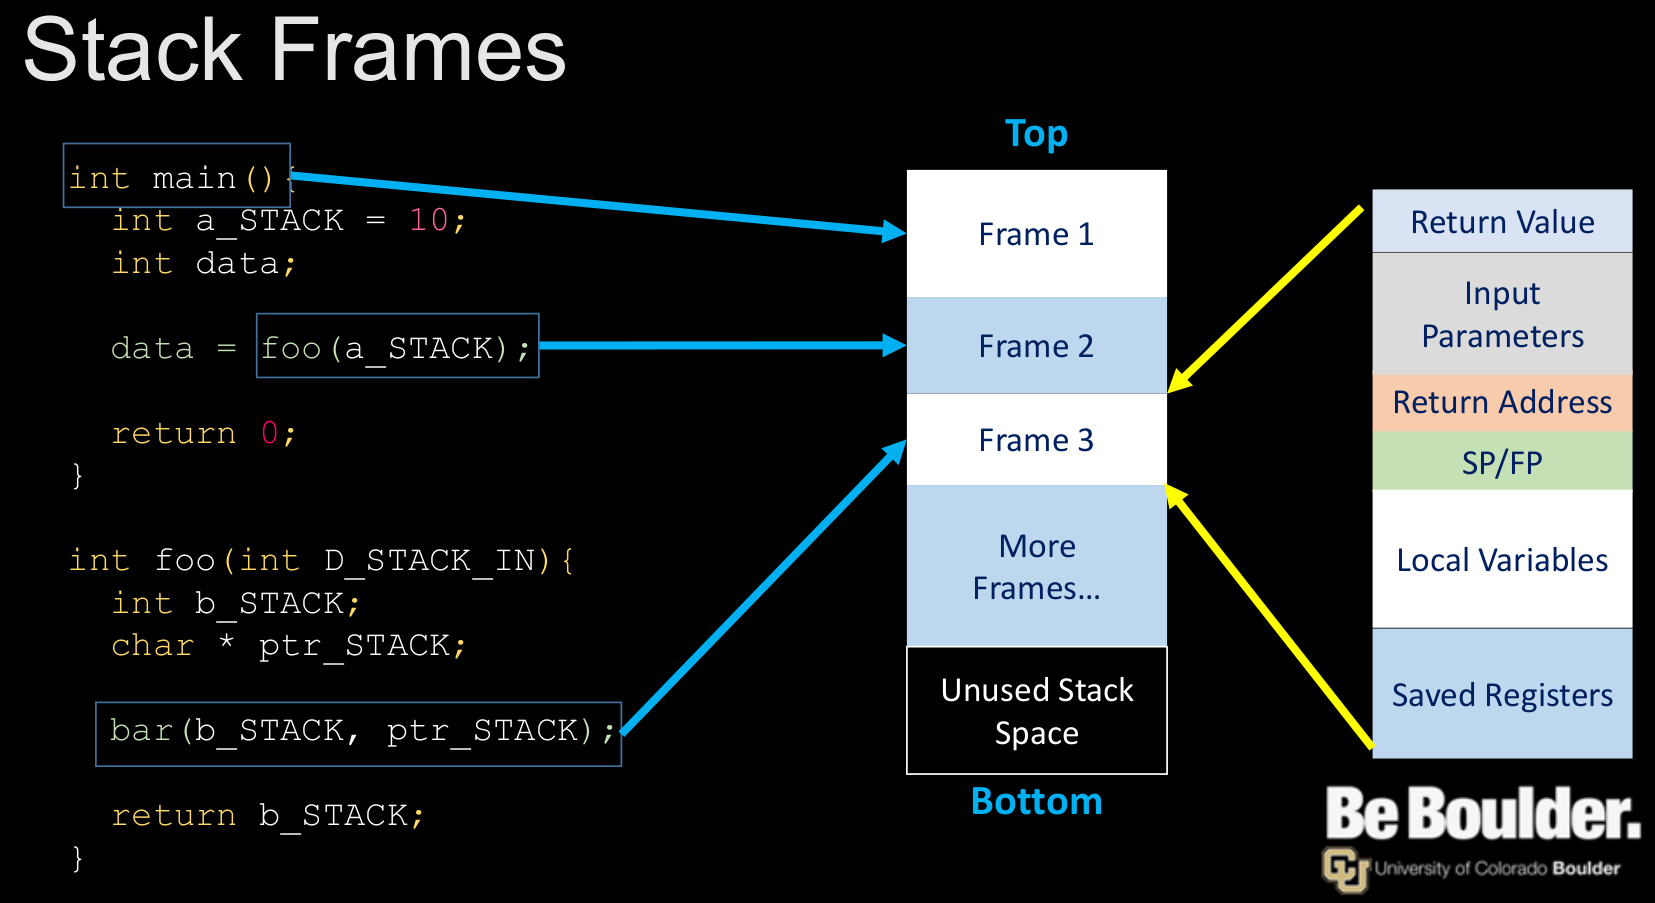 Stack Frames
int main(){
int a_STACK = 10;
int data;
data = foo(a_STACK);
return 0;
}
int foo(int D_STACK_IN){
int b_STACK;
char * ptr_STACK;
bar(b_STACK, ptr_STACK);
return b_STACK;
}
Top
Frame 1
Frame 2
Frame 3
More
Frames...
Unused Stack
Space
Bottom
Return Value
Input
Parameters
Return Address
SP/FP
Local Variables
Saved Registers
Be Boulder.
CU
University of Colorado Boulder